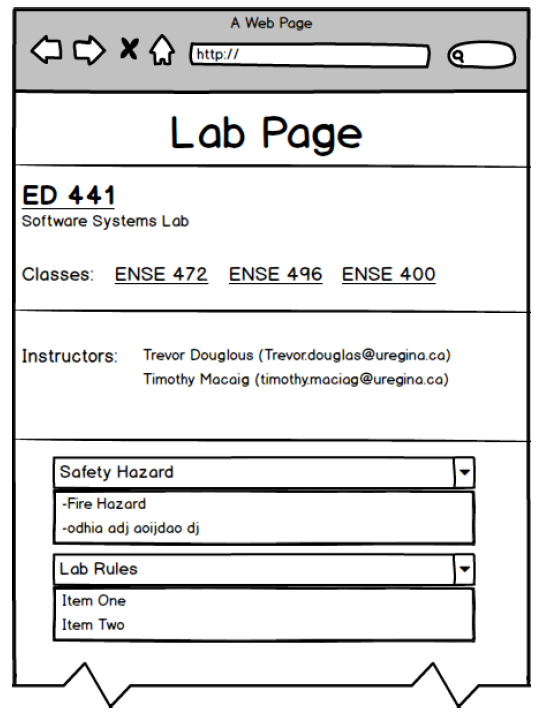 A Web Page
http://
Lab Page
ED 441
Software Systems Lab
Classes: ENSE 472 ENSE 496 ENSE 400
Instructors: Trevor Douglous (Trevor.douglas@uregina.ca)
Timothy Macaig (timothy.maciag@uregina.ca)
Safety Hazard
-Fire Hazard
-odhia adj aoijdao dj
Lab Rules
Item One
Item Two